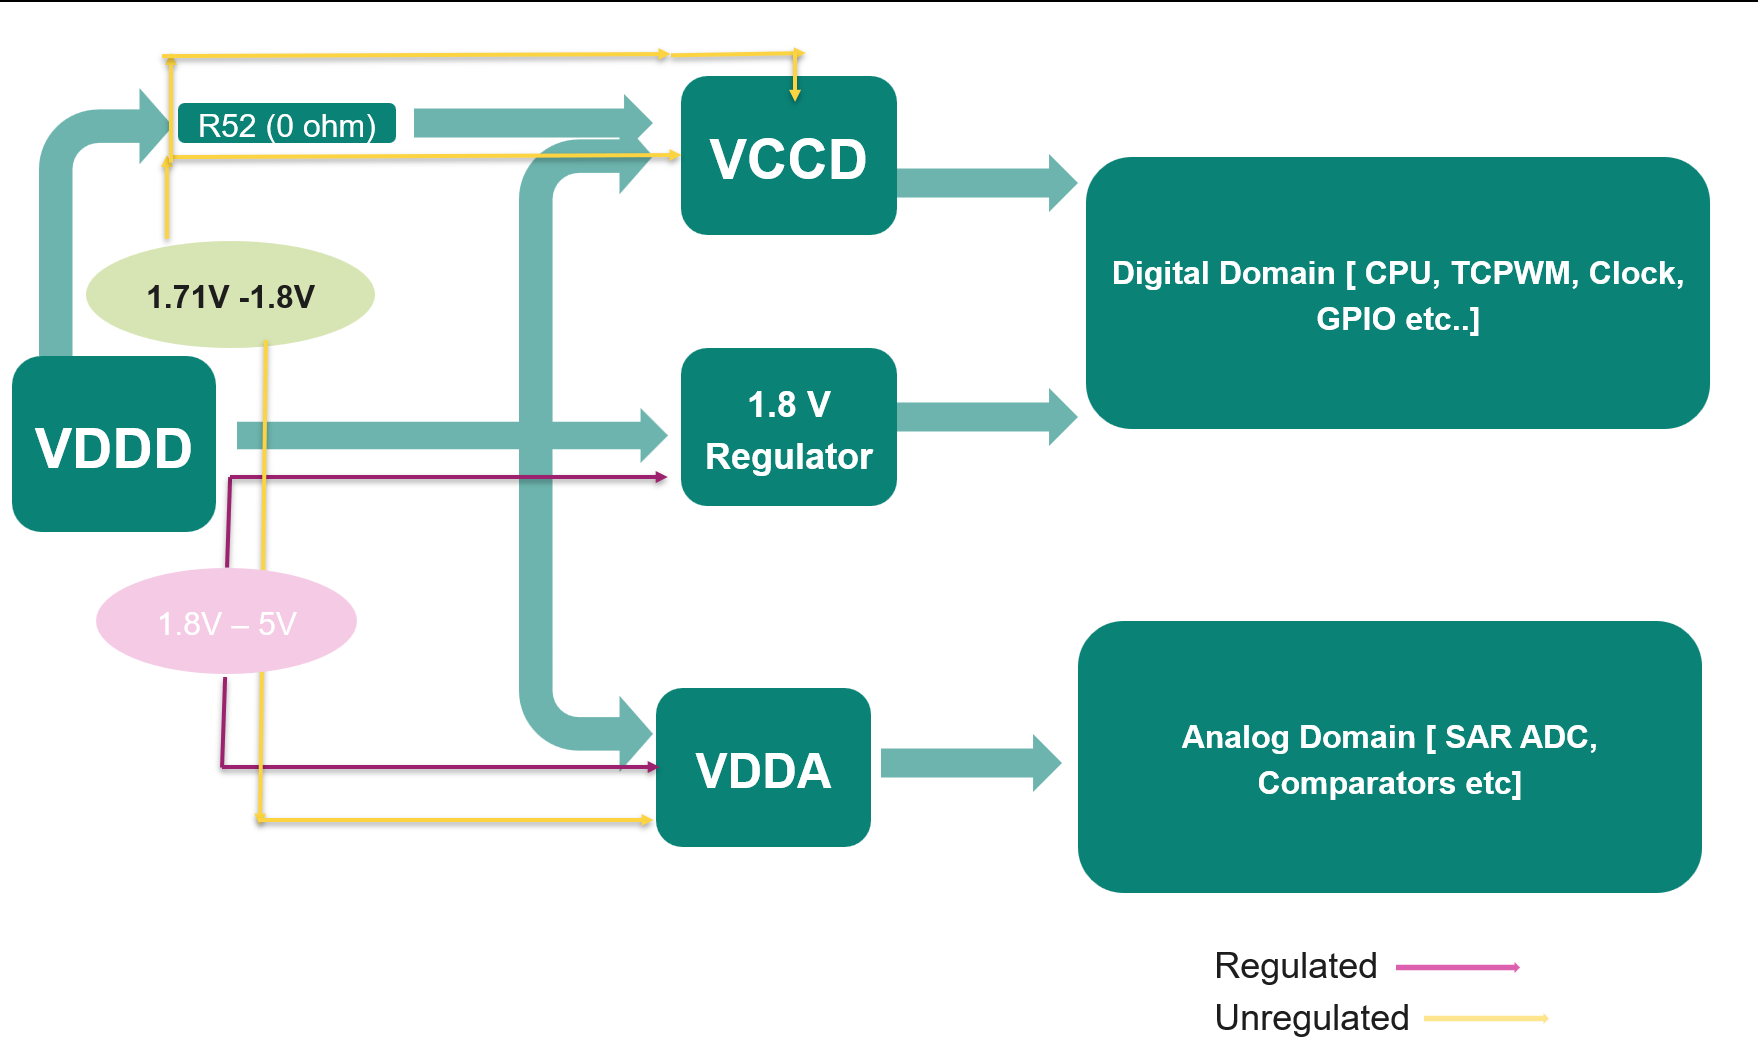 R52 (0 ohm)
VCCD
1.71V -1.8V
Digital Domain [ CPU, TCPWM, Clock,
GPIO etc..]
VDDD
1.8 V
Regulator
1.8V – 5V
VDDA
Analog Domain [ SAR ADC,
Comparators etc]
Regulated
Unregulated